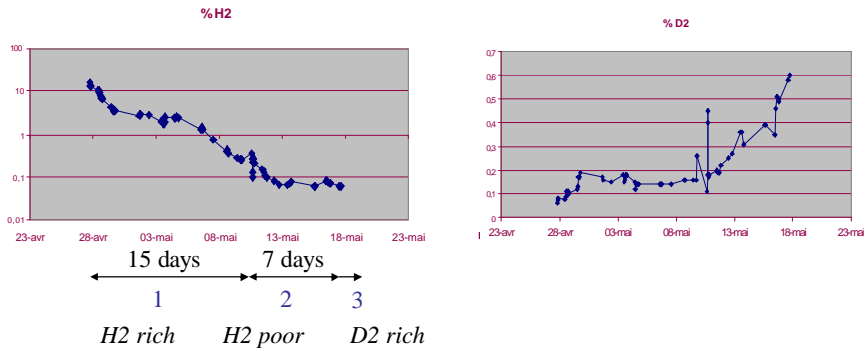 %H2
100
10
1
0,1
0,01
23-avr 28-avr 03-mai 08-mai 13-mai 18-mai 23-mai
15 days 7 days
1 2 3
H2 rich H2 poor D2 rich
% D2
0,7
0,6
0,5
0,4
0,3
0,2
0,1
0
23-avr 28-avr 03-mai 08-mai 13-mai 18-mai 23-mai